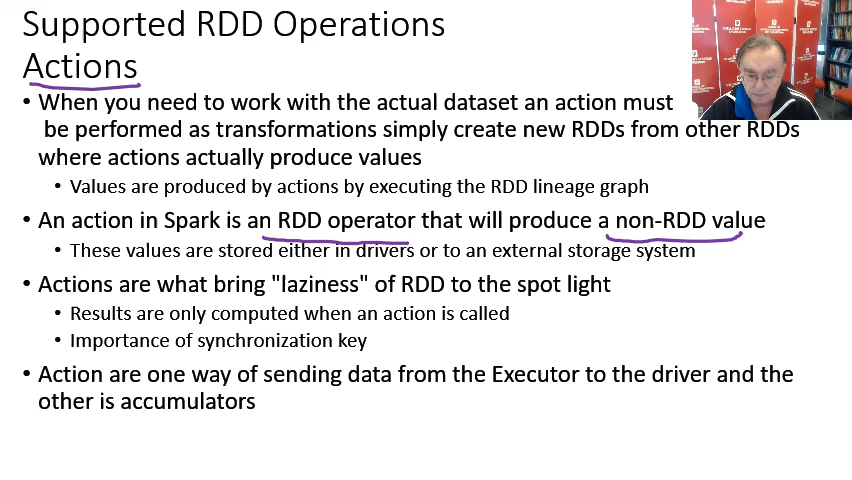 Supported RDD Operations
Actions
• When you need to work with the actual dataset an action must
be performed as transformations simply create new RDDs from other RDDs
where actions actually produce values
• Values are produced by actions by executing the RDD lineage graph
• An action in Spark is an RDD operator that will produce a non-RDD value
• These values are stored either in drivers or to an external storage system
• Actions are what bring "laziness" of RDD to the spot light
• Results are only computed when an action is called
• Importance of synchronization key
• Action are one way of sending data from the Executor to the driver and the
other is accumulators